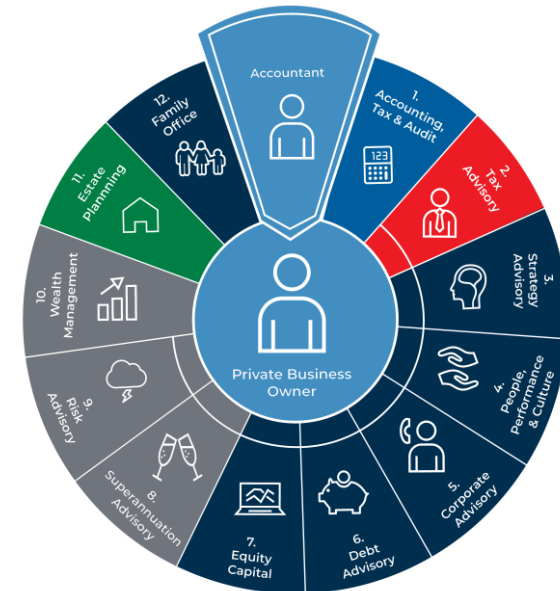 Accountant
1.
Accounting,
Tax & Audit
123
2.
Tax
Advisory
3.
Strategy
Advisory
4.
People,
Performance
& Culture
5.
Corporate
Advisory
6.
Debt
Advisory
7.
Equity
Capital
8.
Superannuation
Advisory
9.
Risk
Advisory
10.
Wealth
Management
11.
Estate
Plannning
12.
Family
Office
Private Business
Owner